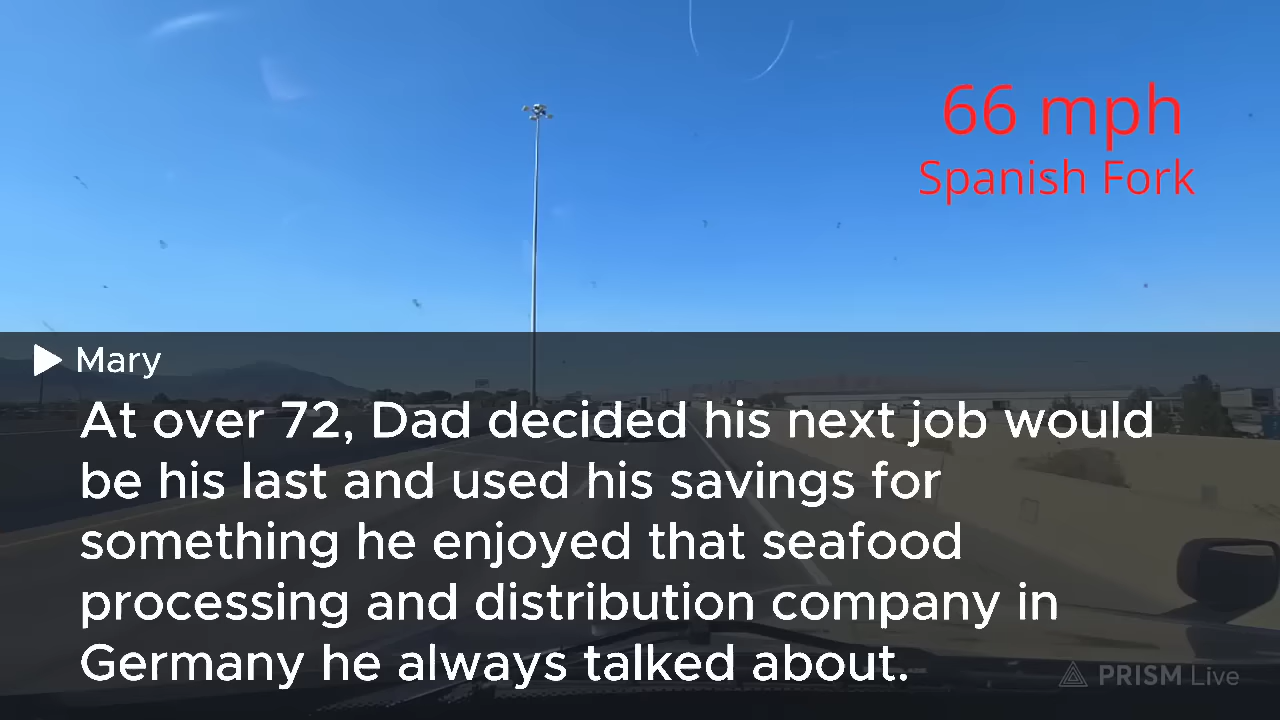 66 mph
Spanish Fork
Mary
At over 72, Dad decided his next job would
be his last and used his savings for
something he enjoyed that seafood
processing and distribution company in
Germany he always talked about.
PRISM Live